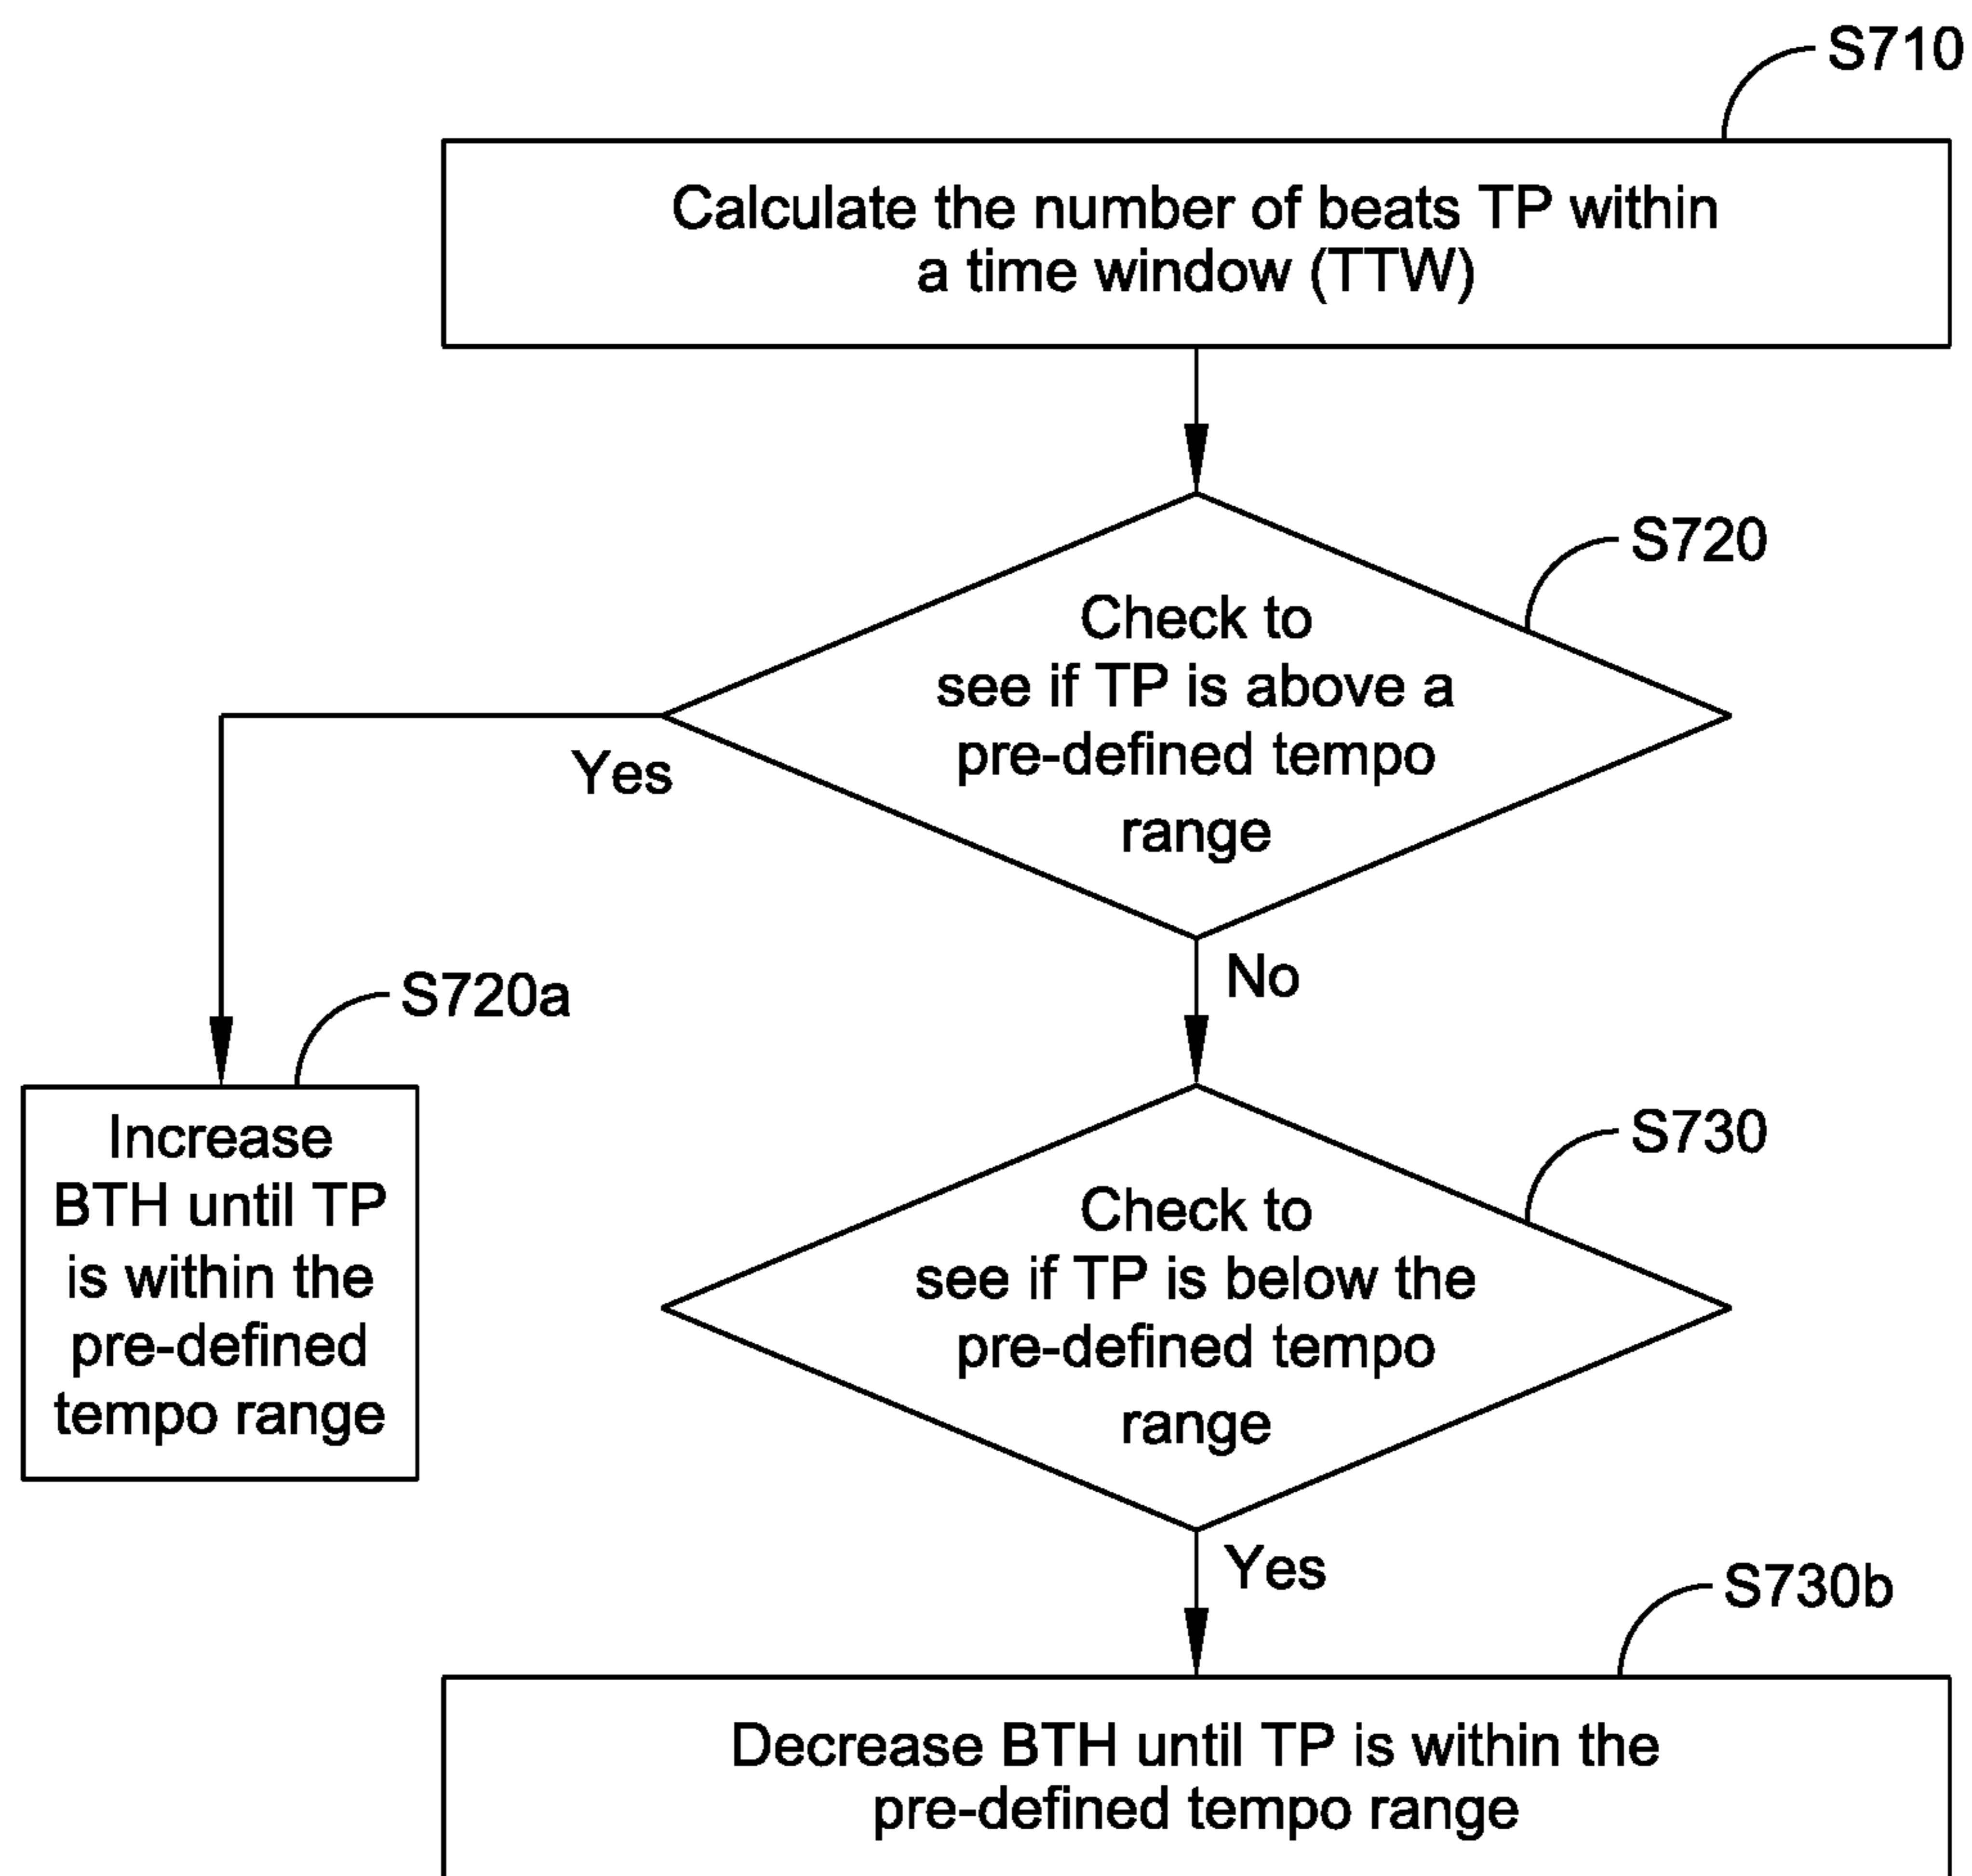 S710
Calculate the number of beats TP within
a time window (TTW)
S720
Check to
see if TP is above a
pre-defined tempo
range
Yes
No
S720a
Increase
BTH until TP
is within the
pre-defined
tempo range
S730
Check to
see if TP is below the
pre-defined tempo
range
Yes
S730b
Decrease BTH until TP is within the
pre-defined tempo range